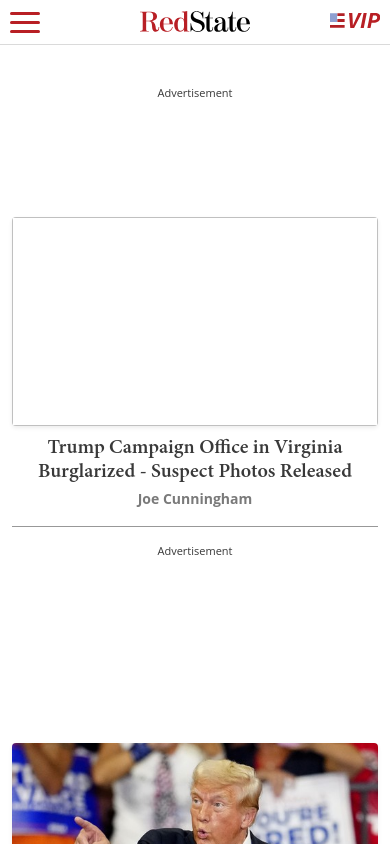 RedState
VIP
Advertisement
Trump Campaign Office in Virginia
Burglarized - Suspect Photos Released
Joe Cunningham
Advertisement